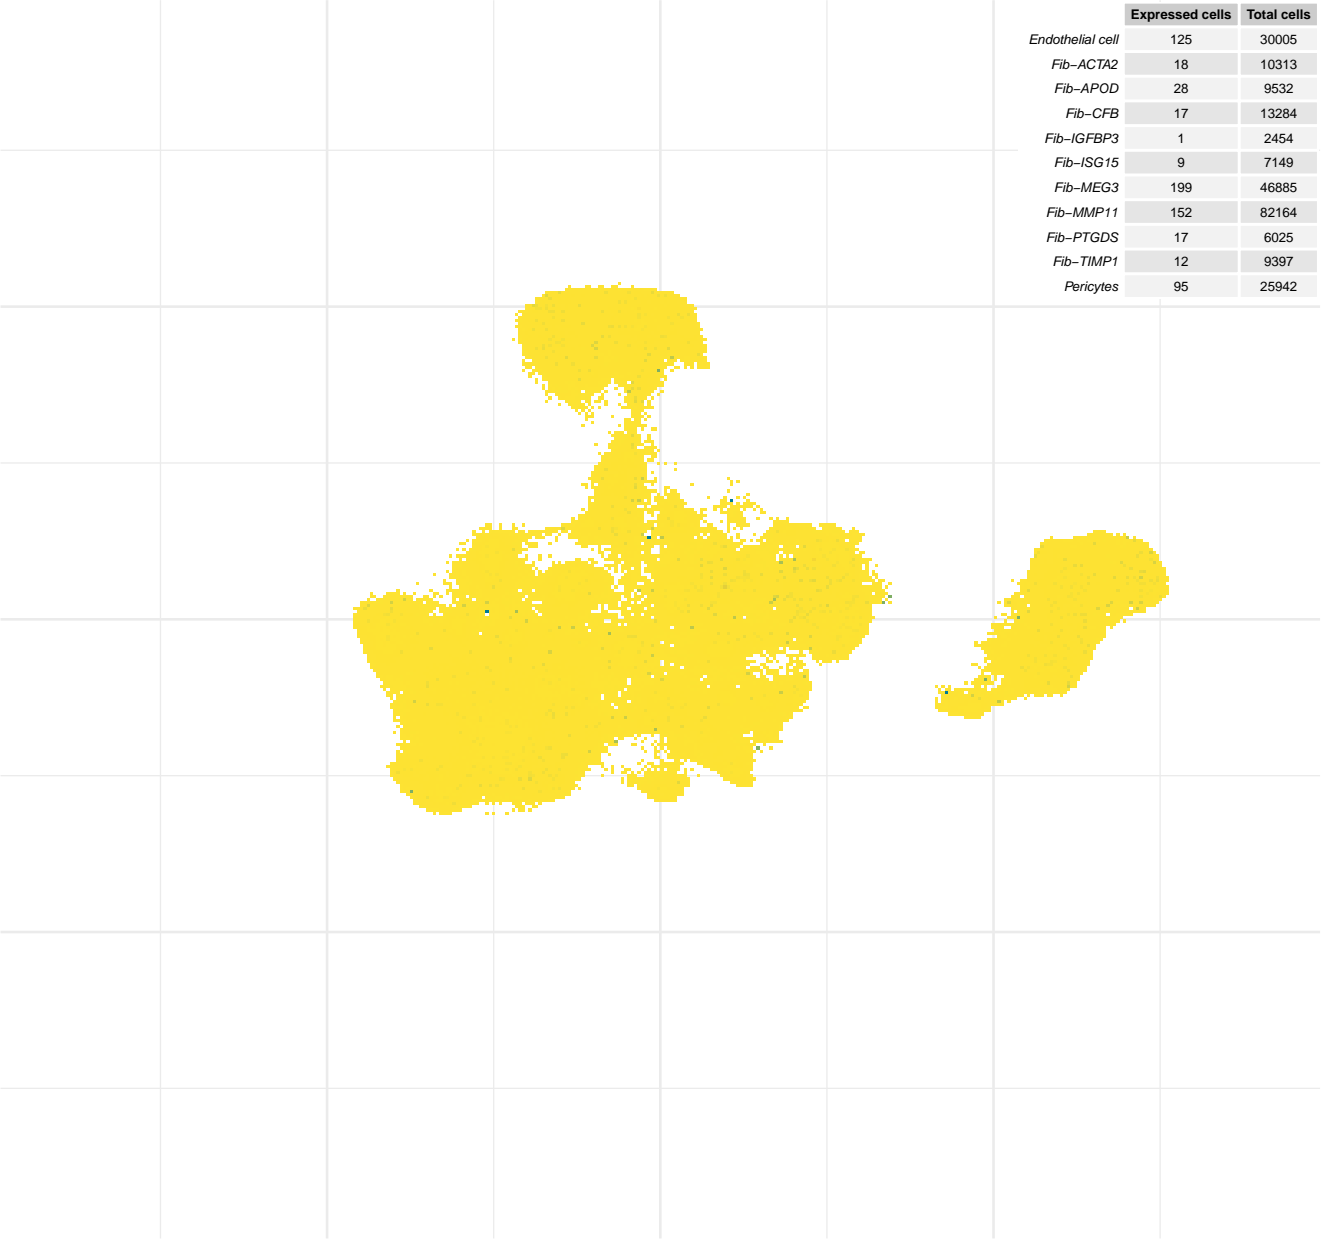 Expressed cells Total cells
Endothelial cell 125 30005
Fib−ACTA2 18 10313
Fib−APOD 28 9532
Fib−CFB 17 13284
Fib−IGFBP3 1 2454
Fib−ISG15 9 7149
Fib−MEG3 199 46885
Fib−MMP11 152 82164
Fib−PTGDS 17 6025
Fib−TIMP1 12 9397
Pericytes 95 25942